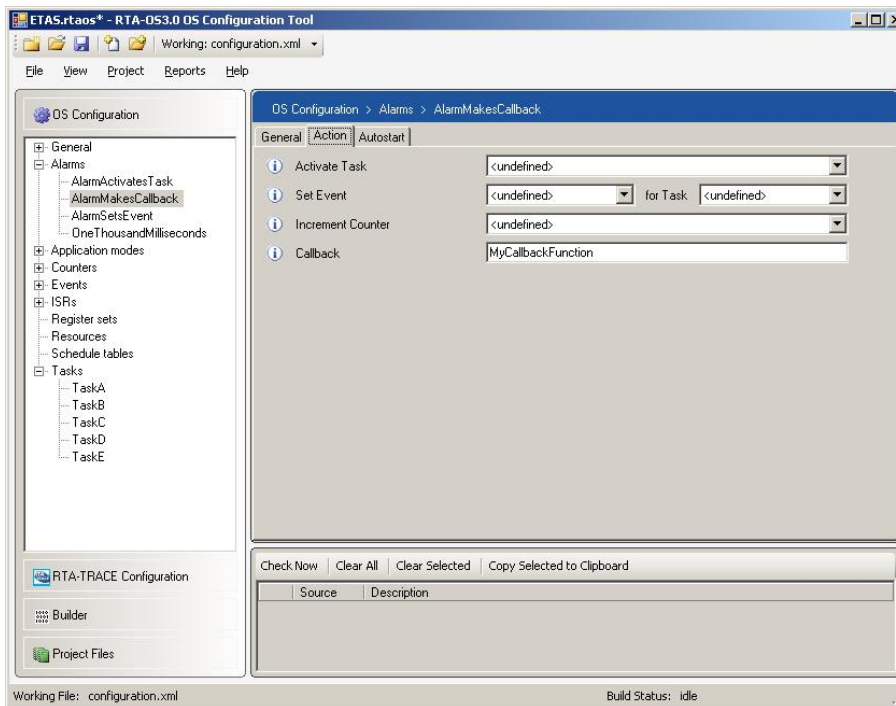 ETAS.rtaos* - RTA-OS3.0 OS Configuration Tool
Working: configuration.xml
File View Project Reports Help
OS Configuration
General
Alarms
AlarmActivatesTask
AlarmMakesCallback
AlarmSetsEvent
OneThousandMilliseconds
Application modes
Counters
Events
ISRs
Register sets
Resources
Schedule tables
Tasks
TaskA
TaskB
TaskC
TaskD
TaskE
RTA-TRACE Configuration
Builder
Project Files
OS Configuration > Alarms > AlarmMakesCallback
General Action Autostart
Activate Task <undefined>
Set Event <undefined> for Task <undefined>
Increment Counter <undefined>
Callback MyCallbackFunction
Check Now Clear All Clear Selected Copy Selected to Clipboard
Source Description
Working File: configuration.xml Build Status: idle